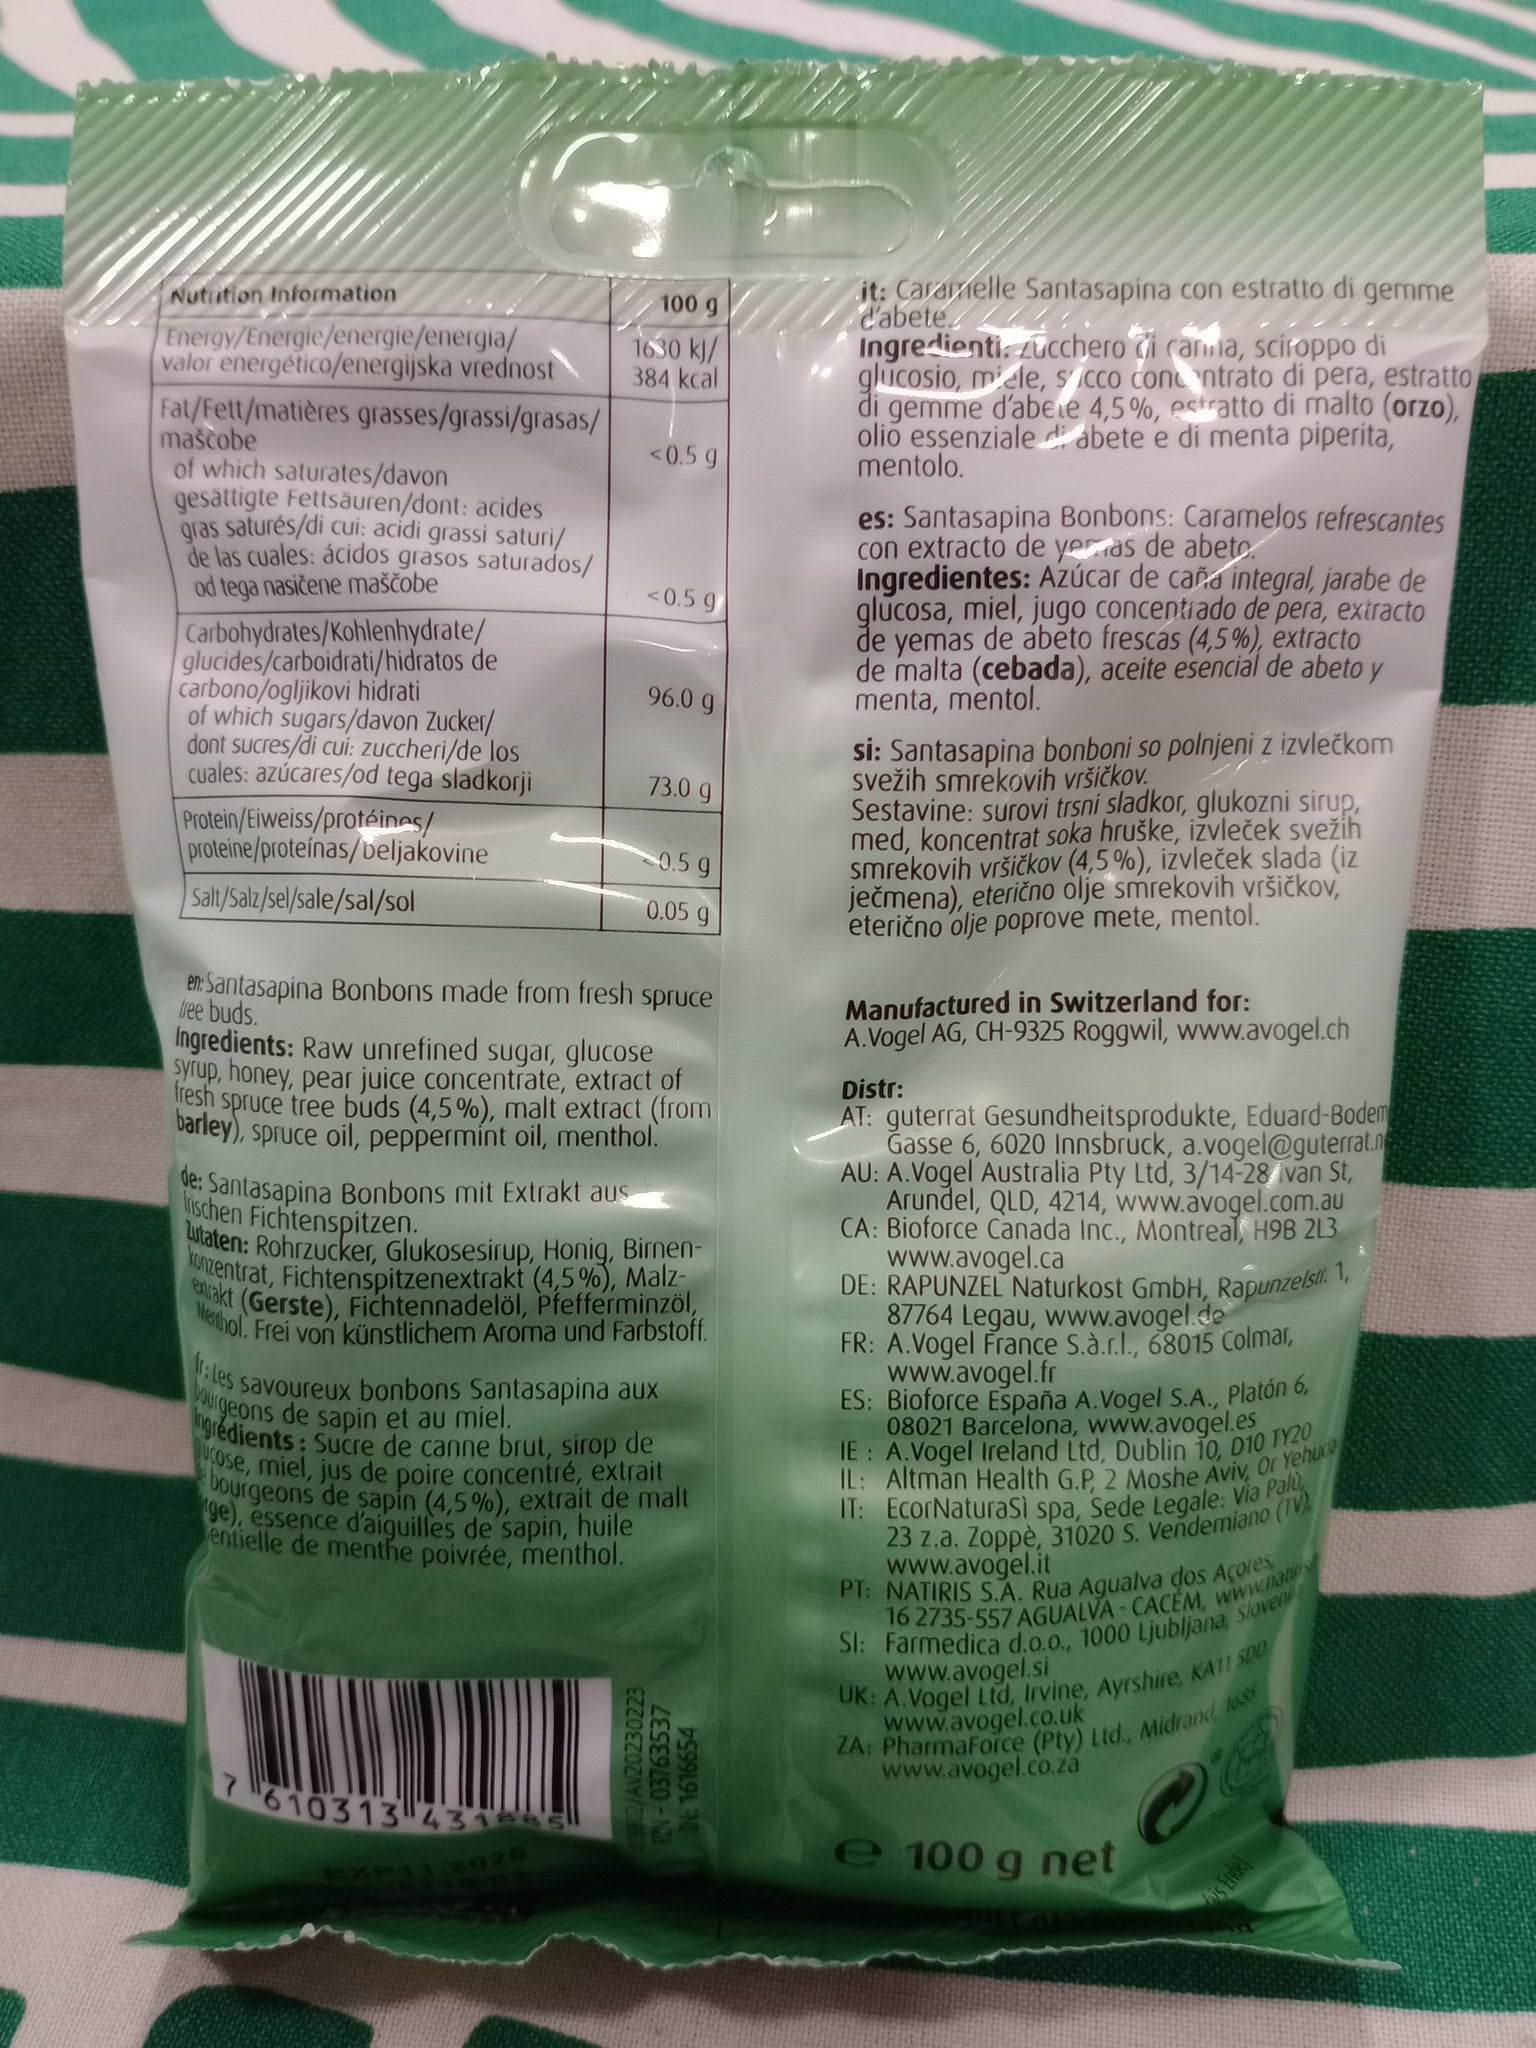 Nutrition Information
100 g
Energy/Energie/energie/energia/
valor energético/energijska vrednost
1630 kJ/
384 kcal
Fat/Fett/matières grasses/grassi/grasas/
maščobe
<0.5 g
of which saturates/davon
gesättigte Fettsäuren/dont: acides
gras saturés/di cui: acidi grassi saturi/
de las cuales: ácidos grasos saturados/
od tega nasičene maščobe
<0.5 g
Carbohydrates/Kohlenhydrate/
glucides/carboidrati/hidratos de
carbono/ogljikovi hidrati
96.0 g
of which sugars/davon Zucker/
dont sucres/di cui: zuccheri/de los
cuales: azúcares/od tega sladkorji
73.0 g
Protein/Eiweiss/protéines/
proteine/proteínas/beljakovine
<0.5 g
Salt/Salz/sel/sale/sal/sol
0.05 g
en: Santasapina Bonbons made from fresh spruce
tree buds.
Ingredients: Raw unrefined sugar, glucose
syrup, honey, pear juice concentrate, extract of
fresh spruce tree buds (4,5%), malt extract (from
barley), spruce oil, peppermint oil, menthol.
de: Santasapina Bonbons mit Extrakt aus
frischen Fichtenspitzen.
Zutaten: Rohrzucker, Glukosesirup, Honig, Birnen-
konzentrat, Fichtenspitzenextrakt (4,5%), Malz-
extrakt (Gerste), Fichtennadelöl, Pfefferminzöl,
Menthol. Frei von künstlichem Aroma und Farbstoff.
fr: Les savoureux bonbons Santasapina aux
bourgeons de sapin et au miel.
Ingrédients : Sucre de canne brut, sirop de
glucose, miel, jus de poire concentré, extrait
de bourgeons de sapin (4,5%), extrait de malt
(orge), essence d'aiguilles de sapin, huile
essentielle de menthe poivrée, menthol.
7 610313 431885
/AV20230223
PZN - 03763537
IN: 1616654
EXP11.2025
it: Caramelle Santasapina con estratto di gemme
d'abete.
Ingredienti: Zucchero di canna, sciroppo di
glucosio, miele, succo concentrato di pera, estratto
di gemme d'abete 4,5%, estratto di malto (orzo),
olio essenziale di abete e di menta piperita,
mentolo.
es: Santasapina Bonbons: Caramelos refrescantes
con extracto de yemas de abeto.
Ingredientes: Azúcar de caña integral, jarabe de
glucosa, miel, jugo concentrado de pera, extracto
de yemas de abeto frescas (4,5%), extracto
de malta (cebada), aceite esencial de abeto y
menta, mentol.
si: Santasapina bonboni so polnjeni z izvlečkom
svežih smrekovih vršičkov.
Sestavine: surovi trsni sladkor, glukozni sirup,
med, koncentrat soka hruške, izvleček svežih
smrekovih vršičkov (4,5%), izvleček slada (iz
ječmena), eterično olje smrekovih vršičkov,
eterično olje poprove mete, mentol.
Manufactured in Switzerland for:
A.Vogel AG, CH-9325 Roggwil, www.avogel.ch
Distr:
AT: guterrat Gesundheitsprodukte, Eduard-Bodem
Gasse 6, 6020 Innsbruck, a.vogel@guterrat.n
AU: A.Vogel Australia Pty Ltd, 3/14-28 Ivan St,
Arundel, QLD, 4214, www.avogel.com.au
CA: Bioforce Canada Inc., Montreal, H9B 2L3
www.avogel.ca
DE: RAPUNZEL Naturkost GmbH, Rapunzelstr. 1,
87764 Legau, www.avogel.de
FR: A.Vogel France S.à.r.l., 68015 Colmar,
www.avogel.fr
ES: Bioforce España A.Vogel S.A., Platón 6,
08021 Barcelona, www.avogel.es
IE : A.Vogel Ireland Ltd, Dublin 10, D10 TY20
IL: Altman Health G.P, 2 Moshe Aviv, Or Yehuda
IT: EcorNaturaSì spa, Sede Legale: Via Palù,
23 z.a. Zoppè, 31020 S. Vendemiano (TV),
www.avogel.it
PT: NATIRIS S.A. Rua Agualva dos Açores,
16 2735-557 AGUALVA - CACÉM, www.natiris
SI: Farmedica d.o.o., 1000 Ljubljana, Slovenija
www.avogel.si
UK: A.Vogel Ltd, Irvine, Ayrshire, KA11 5DD
www.avogel.co.uk
ZA: PharmaForce (Pty) Ltd., Midrand, 1685
www.avogel.co.za
e 100 g net
bis Ende/